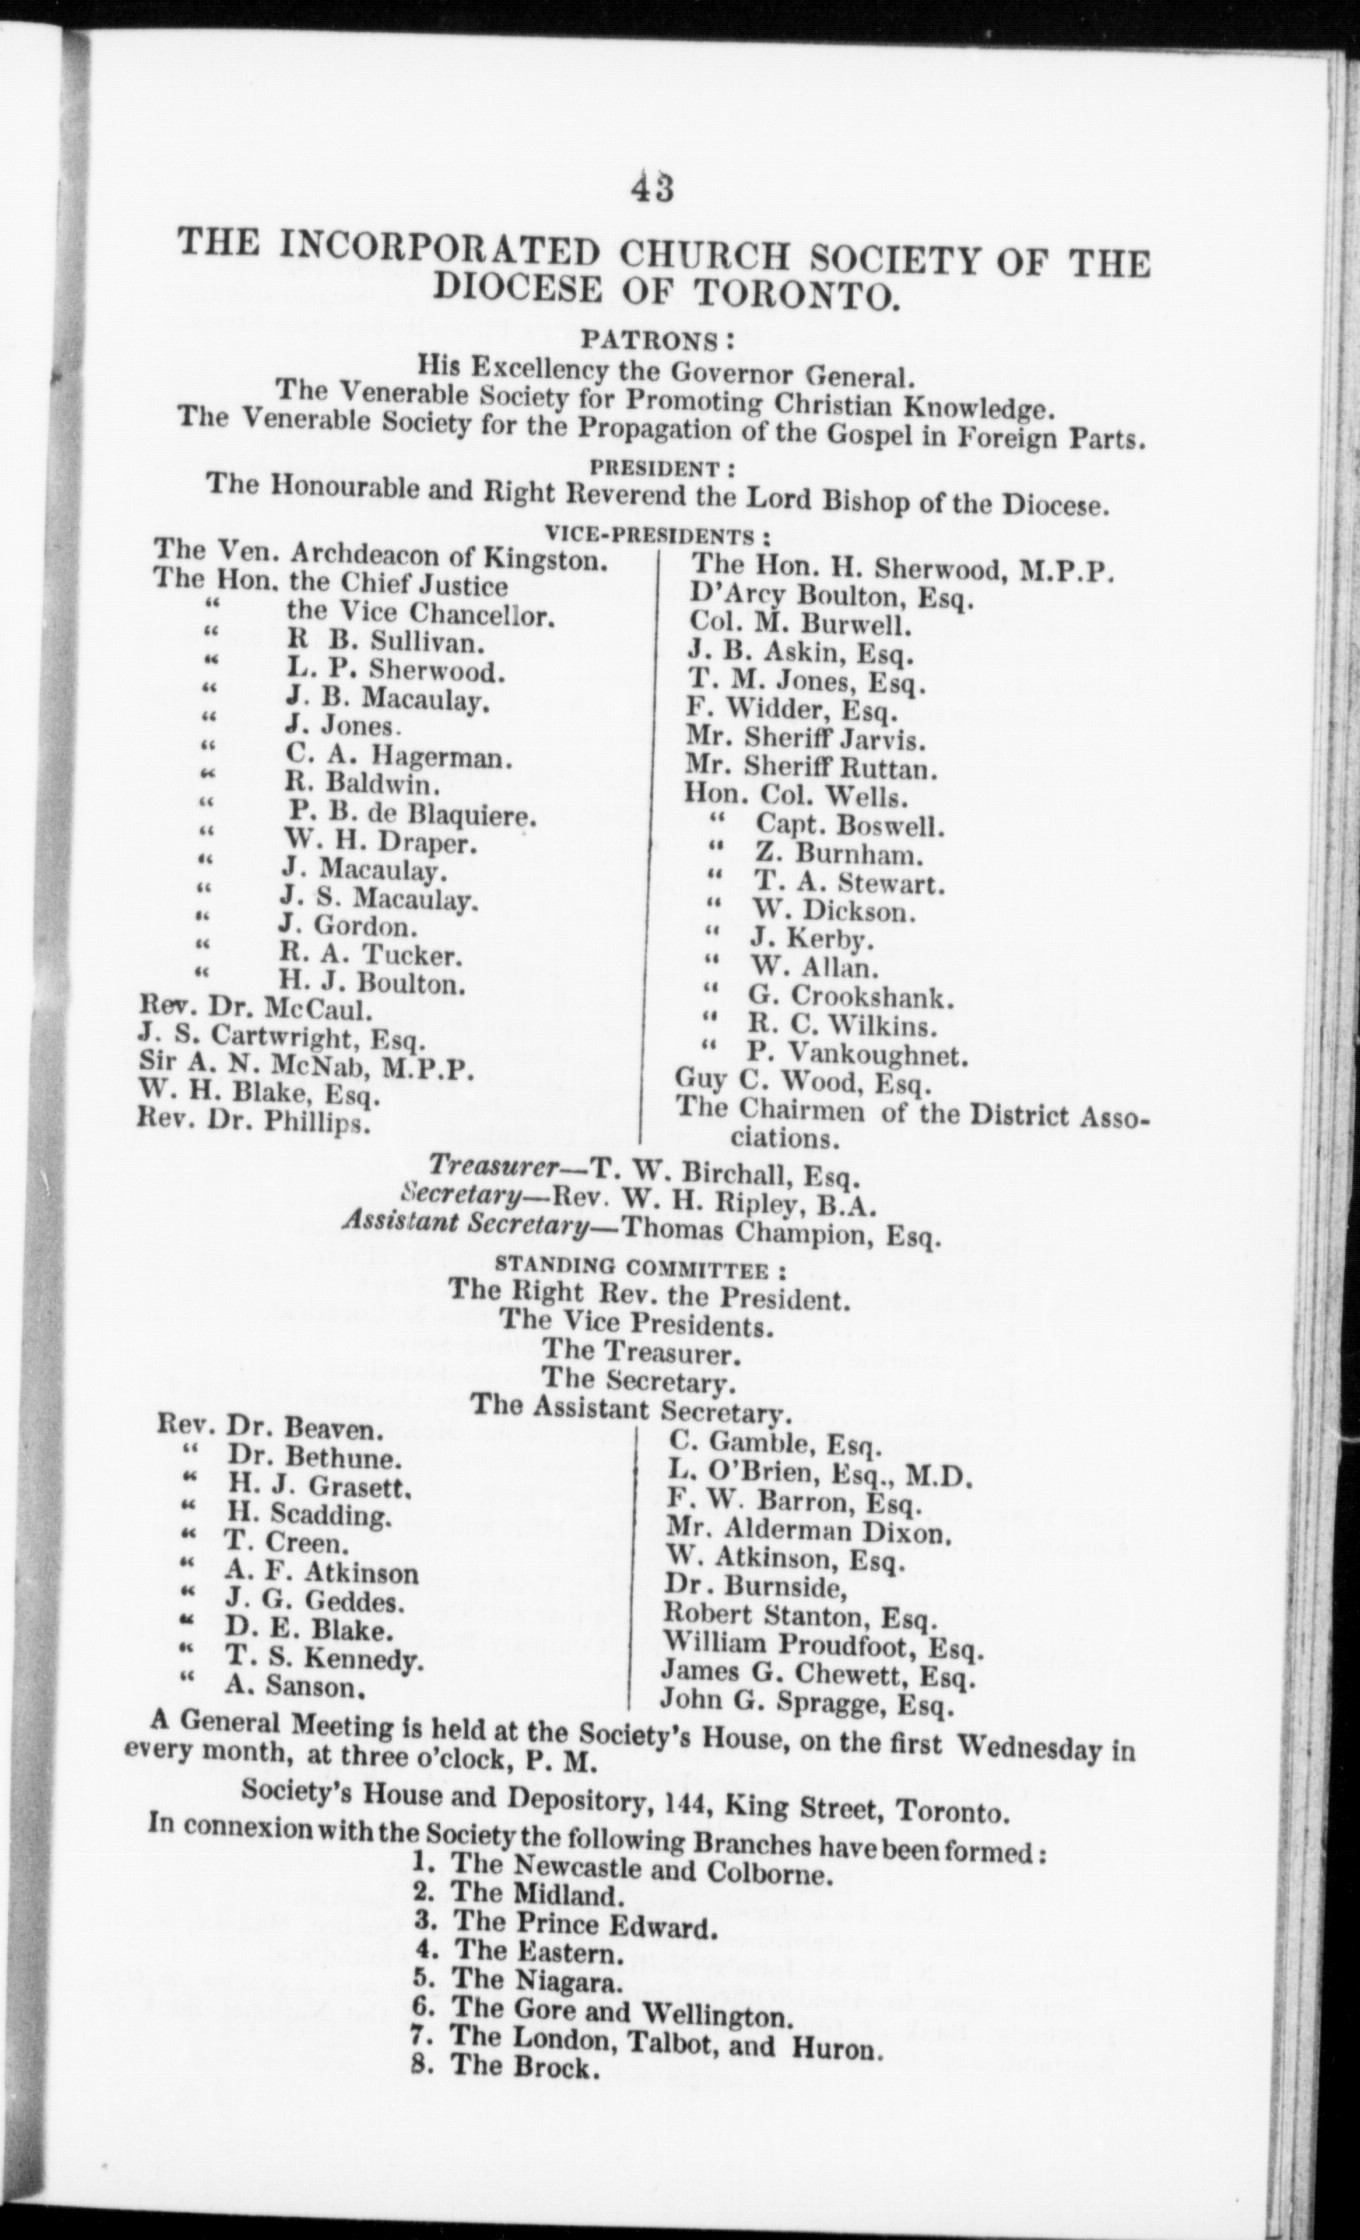 43
THE INCORPORATED CHURCH SOCIETY OF THE
DIOCESE OF TORONTO.
PATRONS:
His Excellency the Governor General.
The Venerable Society for Promoting Christian Knowledge.
The Venerable Society for the Propagation of the Gospel in Foreign Parts.
PRESIDENT:
The Honourable and Right Reverend the Lord Bishop of the Diocese.
VICE-PRESIDENTS:
The Ven. Archdeacon of Kingston.
The Hon. the Chief Justice
“ the Vice Chancellor.
“ R B. Sullivan.
“ L. P. Sherwood.
“ J. B. Macaulay.
“ J. Jones.
“ C. A. Hagerman.
“ R. Baldwin.
“ P. B. de Blaquiere.
“ W. H. Draper.
“ J. Macaulay.
“ J. S. Macaulay.
“ J. Gordon.
“ R. A. Tucker.
“ H. J. Boulton.
Rev. Dr. McCaul.
J. S. Cartwright, Esq.
Sir A. N. McNab, M.P.P.
W. H. Blake, Esq.
Rev. Dr. Phillips.
The Hon. H. Sherwood, M.P.P.
D’Arcy Boulton, Esq.
Col. M. Burwell.
J. B. Askin, Esq.
T. M. Jones, Esq.
F. Widder, Esq.
Mr. Sheriff Jarvis.
Mr. Sheriff Ruttan.
Hon. Col. Wells.
“ Capt. Boswell.
“ Z. Burnham.
“ T. A. Stewart.
“ W. Dickson.
“ J. Kerby.
“ W. Allan.
“ G. Crookshank.
“ R. C. Wilkins.
“ P. Vankoughnet.
Guy C. Wood, Esq.
The Chairmen of the District Asso-
ciations.
Treasurer—T. W. Birchall, Esq.
Secretary—Rev. W. H. Ripley, B.A.
Assistant Secretary—Thomas Champion, Esq.
STANDING COMMITTEE:
The Right Rev. the President.
The Vice Presidents.
The Treasurer.
The Secretary.
The Assistant Secretary.
Rev. Dr. Beaven.
“ Dr. Bethune.
“ H. J. Grasett.
“ H. Scadding.
“ T. Creen.
“ A. F. Atkinson
“ J. G. Geddes.
“ D. E. Blake.
“ T. S. Kennedy.
“ A. Sanson.
C. Gamble, Esq.
L. O’Brien, Esq., M.D.
F. W. Barron, Esq.
Mr. Alderman Dixon.
W. Atkinson, Esq.
Dr. Burnside,
Robert Stanton, Esq.
William Proudfoot, Esq.
James G. Chewett, Esq.
John G. Spragge, Esq.
A General Meeting is held at the Society’s House, on the first Wednesday in
every month, at three o’clock, P. M.
Society’s House and Depository, 144, King Street, Toronto.
In connexion with the Society the following Branches have been formed:
1. The Newcastle and Colborne.
2. The Midland.
3. The Prince Edward.
4. The Eastern.
5. The Niagara.
6. The Gore and Wellington.
7. The London, Talbot, and Huron.
8. The Brock.